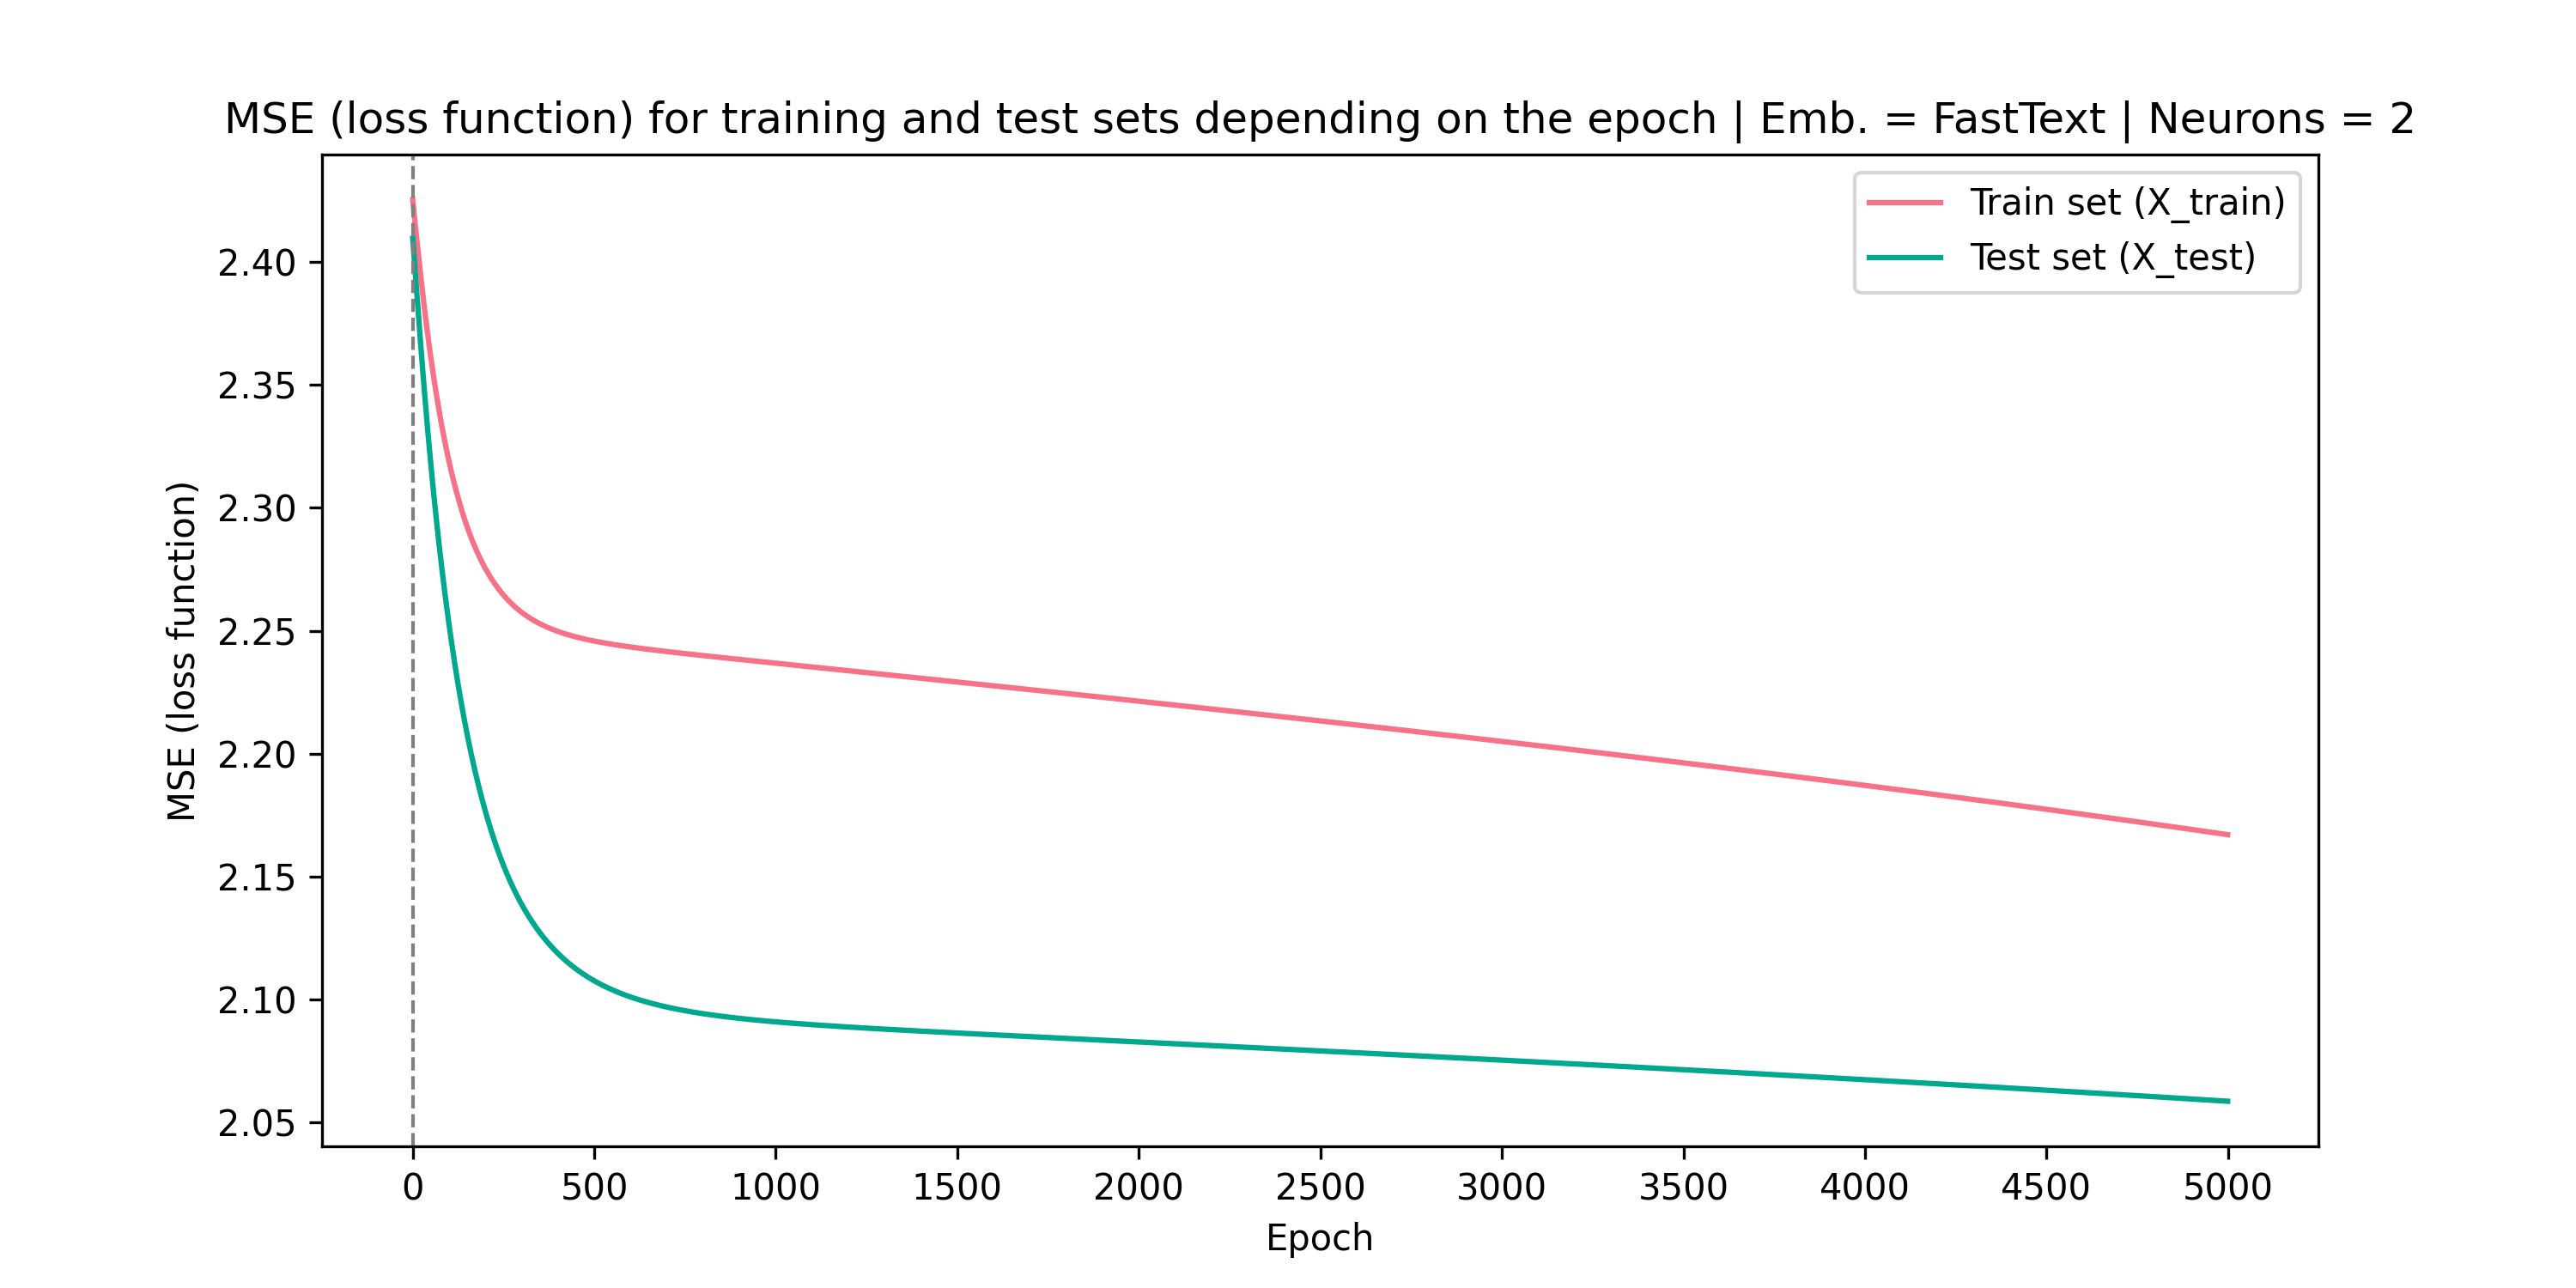 MSE (loss function) for training and test sets depending on the epoch | Emb. = FastText | Neurons = 2
Train set (X_train)
Test set (X_test)
MSE (loss function)
2.40
2.35
2.30
2.25
2.20
2.15
2.10
2.05
0 500 1000 1500 2000 2500 3000 3500 4000 4500 5000
Epoch